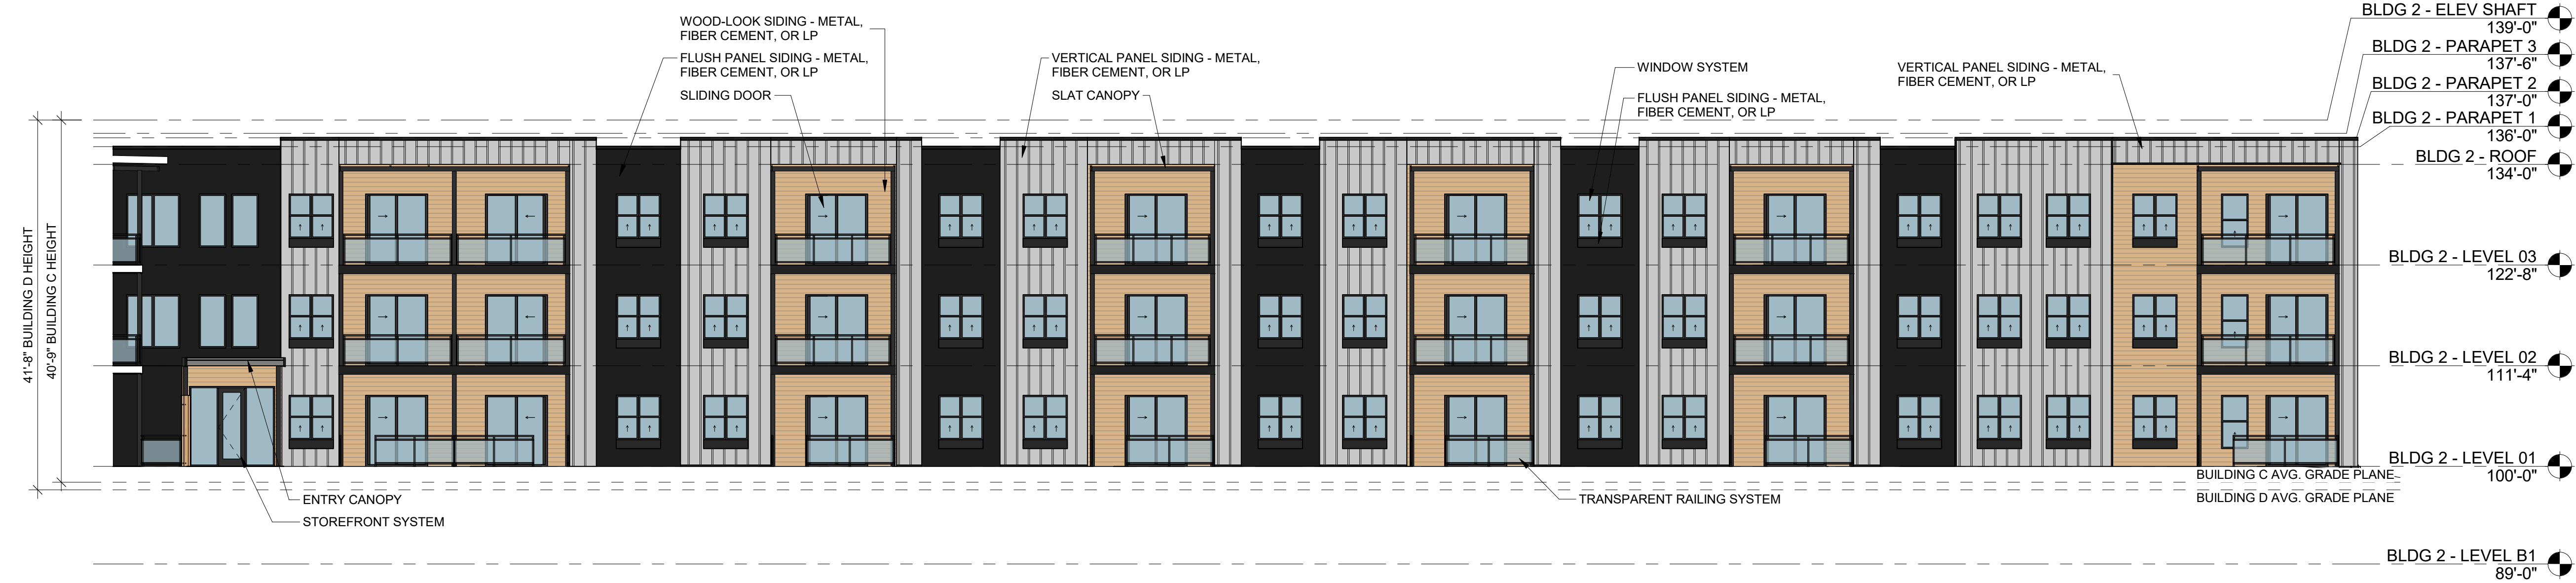 WOOD-LOOK SIDING - METAL,
FIBER CEMENT, OR LP
FLUSH PANEL SIDING - METAL,
FIBER CEMENT, OR LP
SLIDING DOOR
VERTICAL PANEL SIDING - METAL,
FIBER CEMENT, OR LP
SLAT CANOPY
WINDOW SYSTEM
FLUSH PANEL SIDING - METAL,
FIBER CEMENT, OR LP
VERTICAL PANEL SIDING - METAL,
FIBER CEMENT, OR LP
BLDG 2 - ELEV SHAFT
139'-0"
BLDG 2 - PARAPET 3
137'-6"
BLDG 2 - PARAPET 2
137'-0"
BLDG 2 - PARAPET 1
136'-0"
BLDG 2 - ROOF
134'-0"
BLDG 2 - LEVEL 03
122'-8"
BLDG 2 - LEVEL 02
111'-4"
BLDG 2 - LEVEL 01
100'-0"
BLDG 2 - LEVEL B1
89'-0"
41'-8" BUILDING D HEIGHT
40'-9" BUILDING C HEIGHT
ENTRY CANOPY
STOREFRONT SYSTEM
TRANSPARENT RAILING SYSTEM
BUILDING C AVG. GRADE PLANE
BUILDING D AVG. GRADE PLANE